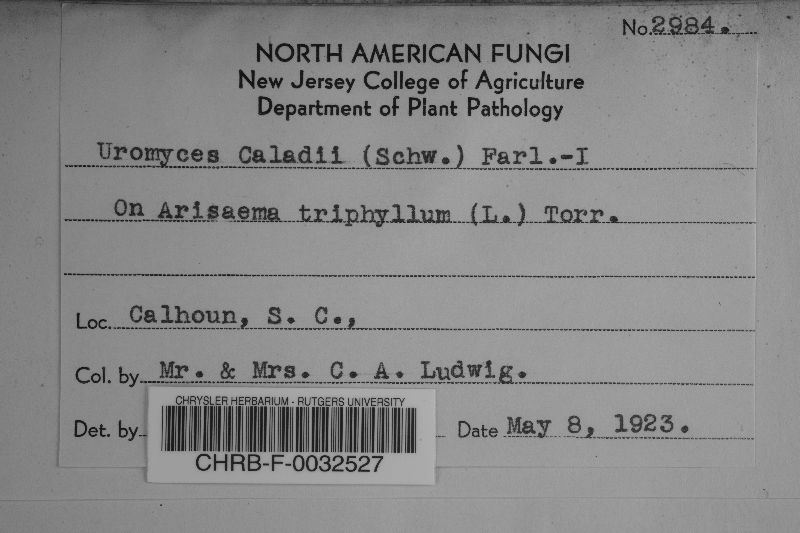 No. 2984.
NORTH AMERICAN FUNGI
New Jersey College of Agriculture
Department of Plant Pathology
Uromyces Caladii (Schw.) Farl.-I
On Arisaema triphyllum (L.) Torr.
Loc. Calhoun, S. C.,
Col. by Mr. & Mrs. C. A. Ludwig.
Det. by
Date May 8, 1923.
CHRYSLER HERBARIUM - RUTGERS UNIVERSITY
CHRB-F-0032527